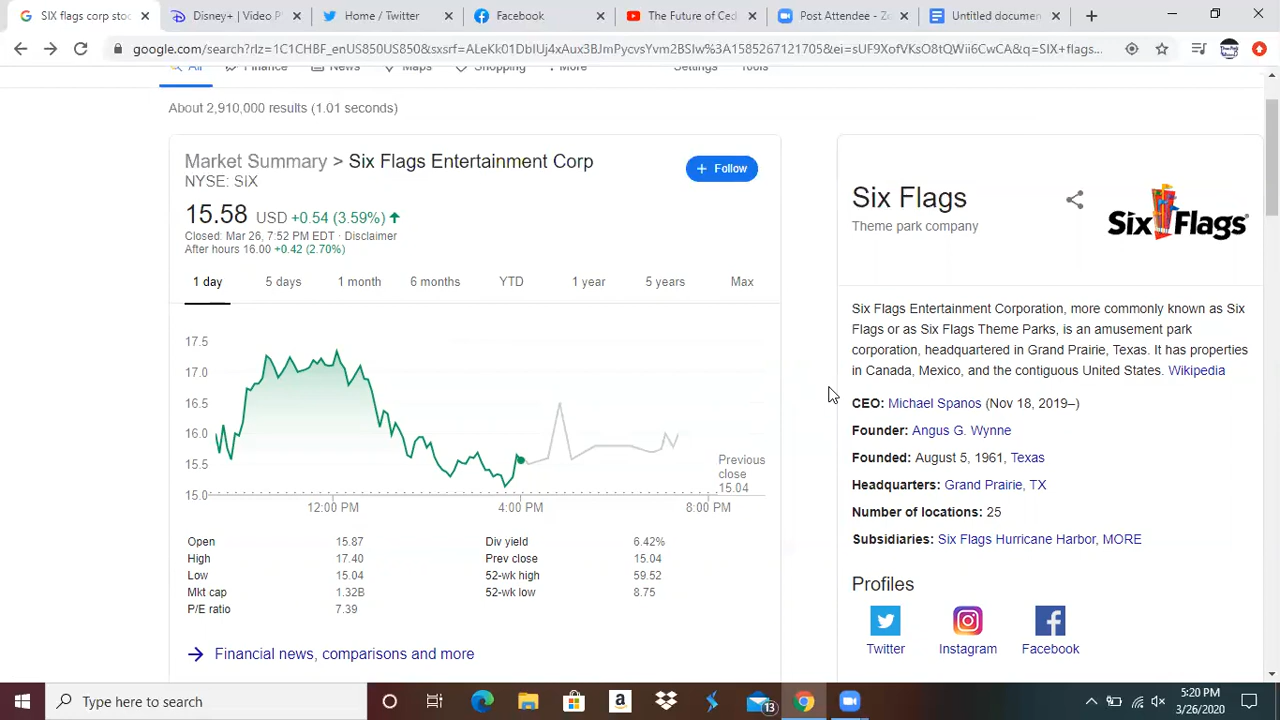 SIX flags corp stoc
Disney+ | Video P
Home / Twitter
Facebook
The Future of Ced
Post Attendee - Zo
Untitled documen
google.com/search?rlz=1C1CHBF_enUS850US850&sxsrf=
All
Finance
News
Maps
Shopping
More
Settings
Tools
About 2,910,000 results (1.01 seconds)
Market Summary > Six Flags Entertainment Corp
NYSE: SIX
+ Follow
15.58 USD +0.54 (3.59%)
Closed: Mar 26, 7:52 PM EDT · Disclaimer
After hours 16.00 +0.42 (2.70%)
1 day 5 days 1 month 6 months YTD 1 year 5 years Max
17.5
17.0
16.5
16.0
15.5
15.0
Previous
close
15.04
12:00 PM 4:00 PM 8:00 PM
Open 15.87 Div yield 6.42%
High 17.40 Prev close 15.04
Low 15.04 52-wk high 59.52
Mkt cap 1.32B 52-wk low 8.75
P/E ratio 7.39
Financial news, comparisons and more
Six Flags
Theme park company
Six Flags
Six Flags Entertainment Corporation, more commonly known as Six
Flags or as Six Flags Theme Parks, is an amusement park
corporation, headquartered in Grand Prairie, Texas. It has properties
in Canada, Mexico, and the contiguous United States. Wikipedia
CEO: Michael Spanos (Nov 18, 2019–)
Founder: Angus G. Wynne
Founded: August 5, 1961, Texas
Headquarters: Grand Prairie, TX
Number of locations: 25
Subsidiaries: Six Flags Hurricane Harbor, MORE
Profiles
Twitter Instagram Facebook
Type here to search
13
5:20 PM
3/26/2020